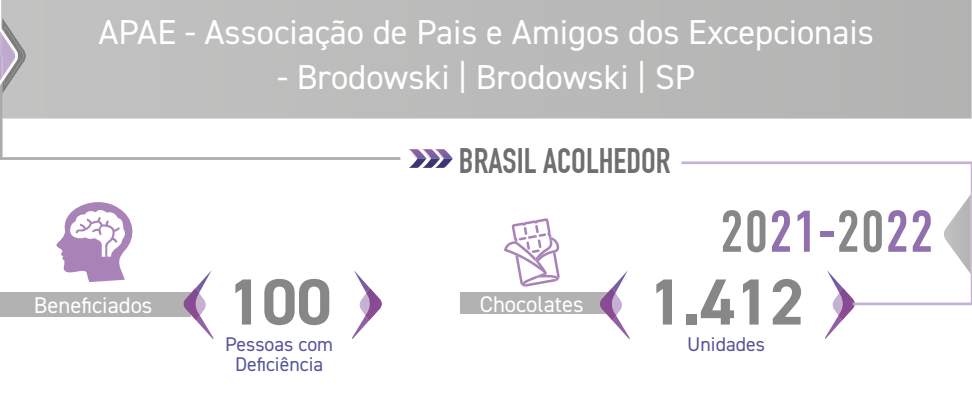 APAE - Associação de Pais e Amigos dos Excepcionais
- Brodowski | Brodowski | SP
BRASIL ACOLHEDOR
2021-2022
Beneficiados
100
Pessoas com
Deficiência
Chocolates
1.412
Unidades